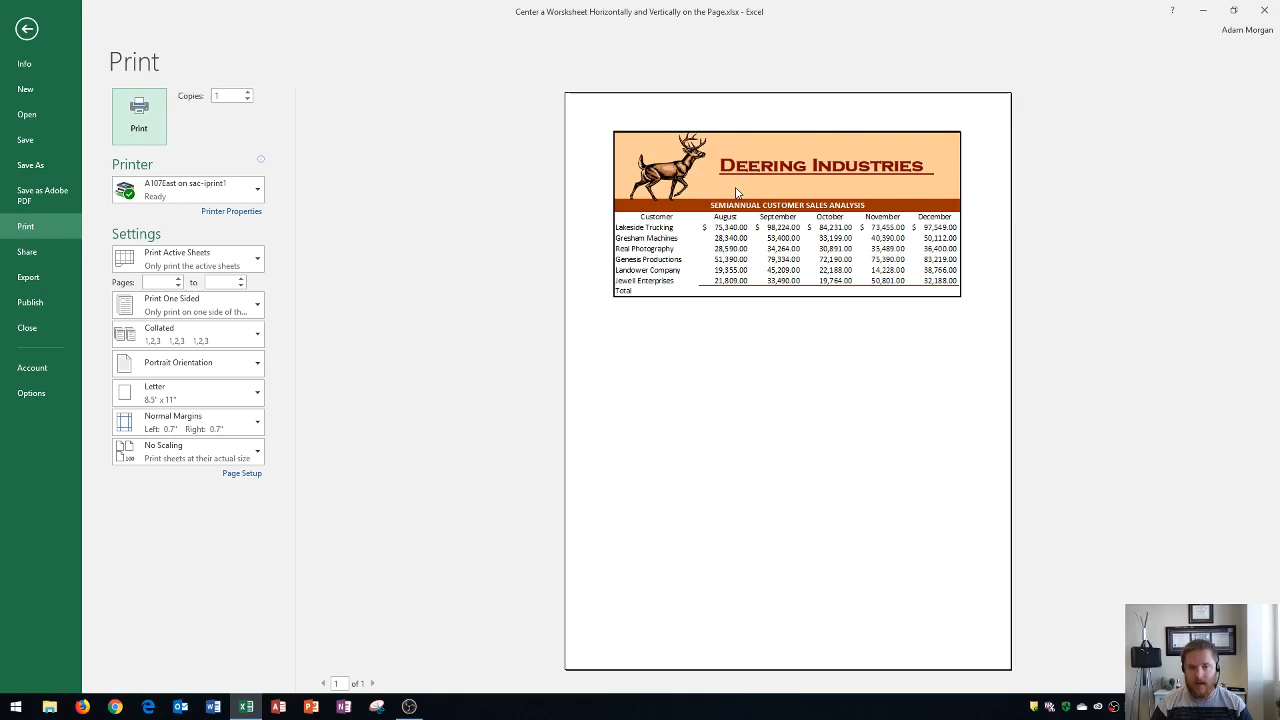 Center a Worsksheet Horizontally and Vertically on the Page.xlsx - Excel
?
Adam Morgan
Info
New
Open
Save
Save As
Save as Adobe
PDF
Print
Share
Export
Publish
Close
Account
Options
Print
Print
Copies: 1
Printer
A107East on sac-iprint1
Ready
Printer Properties
Settings
Print Active Sheets
Only print the active sheets
Pages: to
Print One Sided
Only print on one side of th...
Collated
1,2,3 1,2,3 1,2,3
Portrait Orientation
Letter
8.5" x 11"
Normal Margins
Left: 0.7" Right: 0.7"
No Scaling
Print sheets at their actual size
100
Page Setup
DEERING INDUSTRIES
SEMIANNUAL CUSTOMER SALES ANALYSIS
Customer August September October November December
Lakeside Trucking $ 75,340.00 $ 98,224.00 $ 84,231.00 $ 73,455.00 $ 97,549.00
Gresham Machines 28,340.00 53,400.00 33,199.00 40,390.00 50,112.00
Real Photography 28,590.00 34,264.00 30,891.00 35,489.00 36,400.00
Genesis Productions 51,390.00 79,334.00 72,190.00 75,390.00 83,219.00
Landower Company 19,355.00 45,209.00 22,188.00 14,228.00 38,766.00
Jewell Enterprises 21,809.00 33,490.00 19,764.00 50,801.00 32,188.00
Total
1 of 1